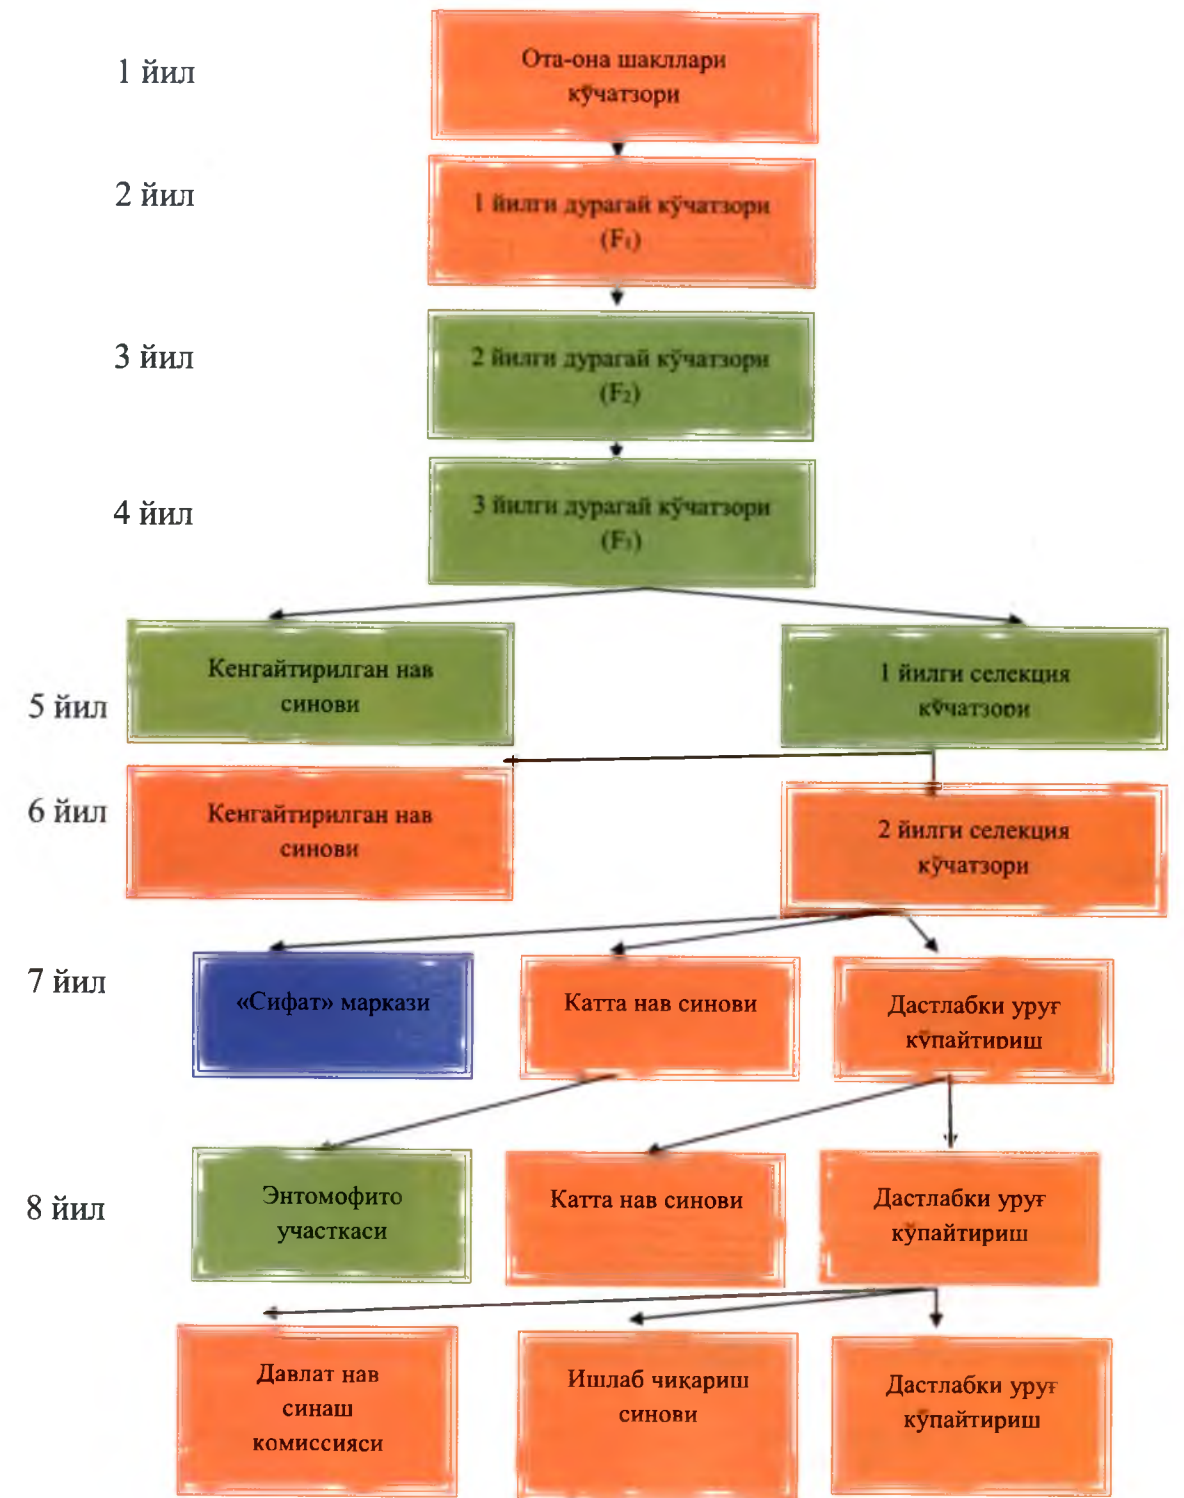 1 йил
Ота-она шакллари
кўчатзори
2 йил
1 йилги дурагай кўчатзори
(F₁)
3 йил
2 йилги дурагай кўчатзори
(F₂)
4 йил
3 йилги дурагай кўчатзори
(F₃)
5 йил
Кенгайтирилган нав
синови
1 йилги селекция
кўчатзори
6 йил
Кенгайтирилган нав
синови
2 йилги селекция
кўчатзори
7 йил
«Сифат» маркази
Катта нав синови
Дастлабки уруғ
кўпайтириш
8 йил
Энтомофито
участкаси
Катта нав синови
Дастлабки уруғ
кўпайтириш
Давлат нав
синаш
комиссияси
Ишлаб чикариш
синови
Дастлабки уруғ
кўпайтириш